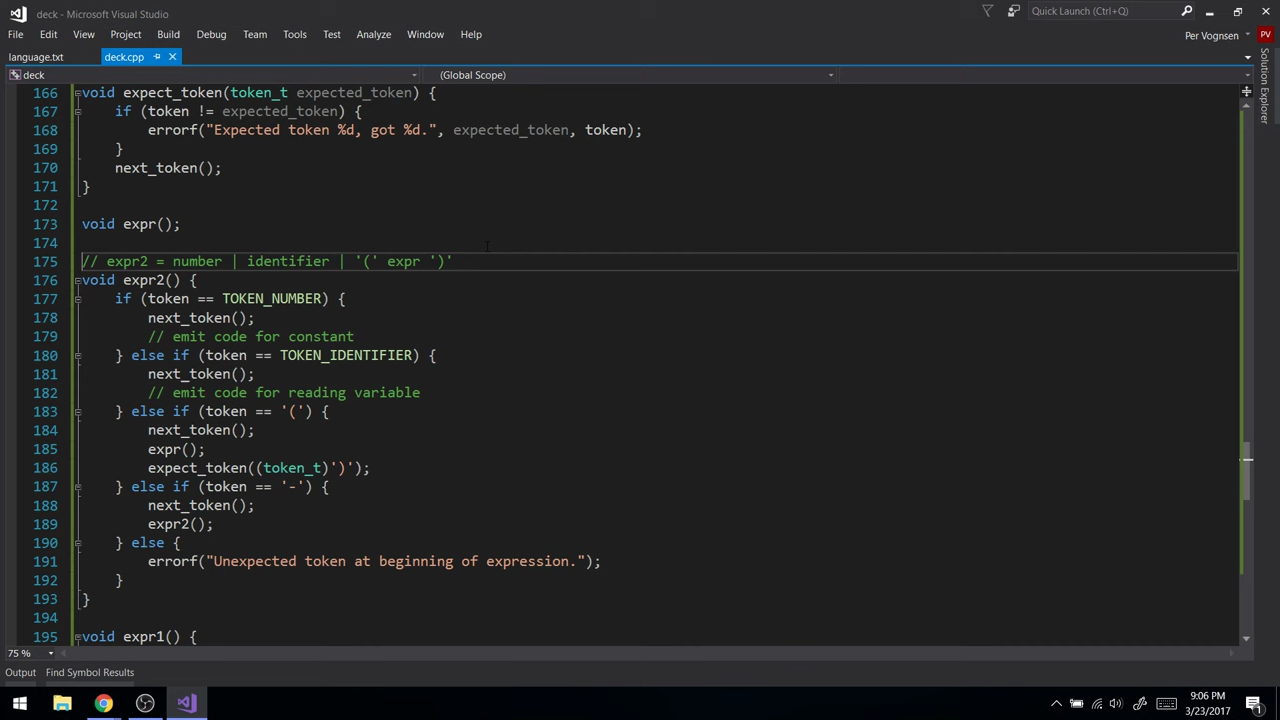 deck - Microsoft Visual Studio
Quick Launch (Ctrl+Q)
File Edit View Project Build Debug Team Tools Test Analyze Window Help
Per Vognsen PV
language.txt deck.cpp
deck (Global Scope)
Solution Explorer
166 void expect_token(token_t expected_token) {
167 if (token != expected_token) {
168 errorf("Expected token %d, got %d.", expected_token, token);
169 }
170 next_token();
171 }
172
173 void expr();
174
175 // expr2 = number | identifier | '(' expr ')'
176 void expr2() {
177 if (token == TOKEN_NUMBER) {
178 next_token();
179 // emit code for constant
180 } else if (token == TOKEN_IDENTIFIER) {
181 next_token();
182 // emit code for reading variable
183 } else if (token == '(') {
184 next_token();
185 expr();
186 expect_token((token_t)')');
187 } else if (token == '-') {
188 next_token();
189 expr2();
190 } else {
191 errorf("Unexpected token at beginning of expression.");
192 }
193 }
194
195 void expr1() {
75 %
Output Find Symbol Results
9:06 PM
3/23/2017
1